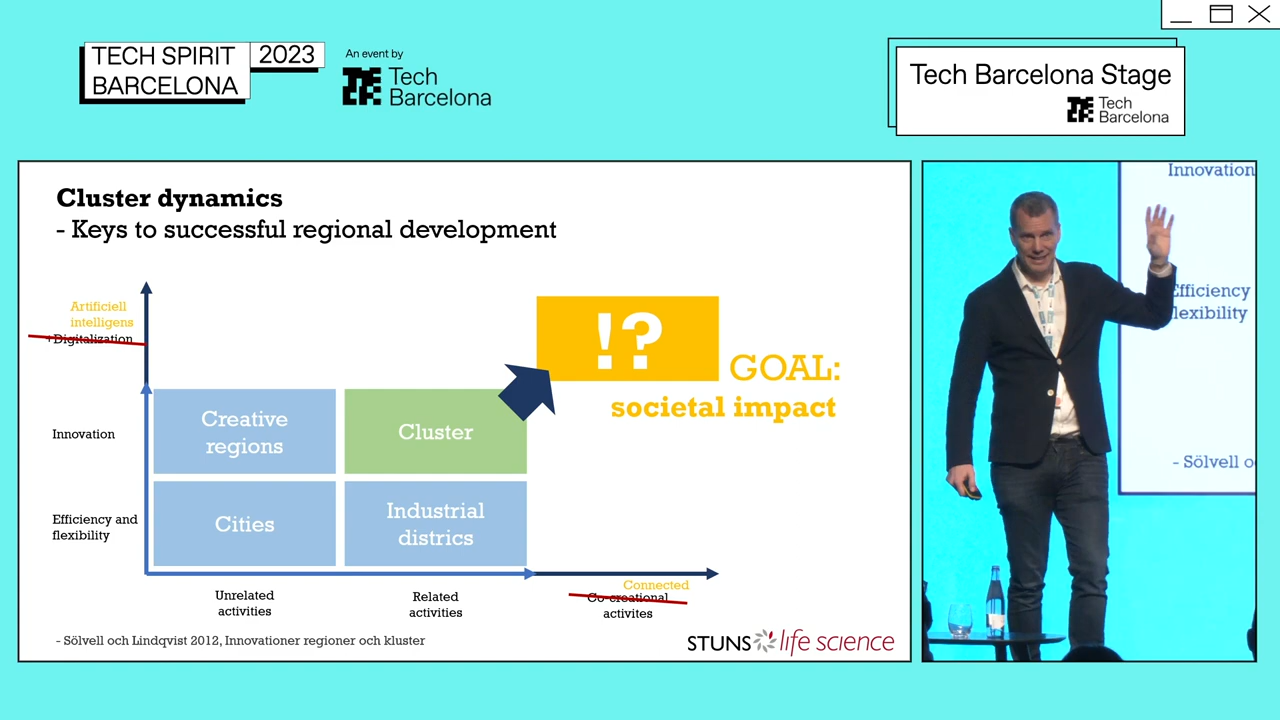 TECH SPIRIT
BARCELONA
2023
An event by
Tech
Barcelona
Tech Barcelona Stage
Tech
Barcelona
Cluster dynamics
- Keys to successful regional development
Artificiell
intelligens
+Digitalization
Innovation
Efficiency and
flexibility
Creative
regions
Cluster
Cities
Industrial
districs
!?
GOAL:
societal impact
Unrelated
activities
Related
activities
Connected
Co-creational
activites
- Sölvell och Lindqvist 2012, Innovationer regioner och kluster
STUNS life science
Innovation
Efficiency
lexibility
- Sölvell o